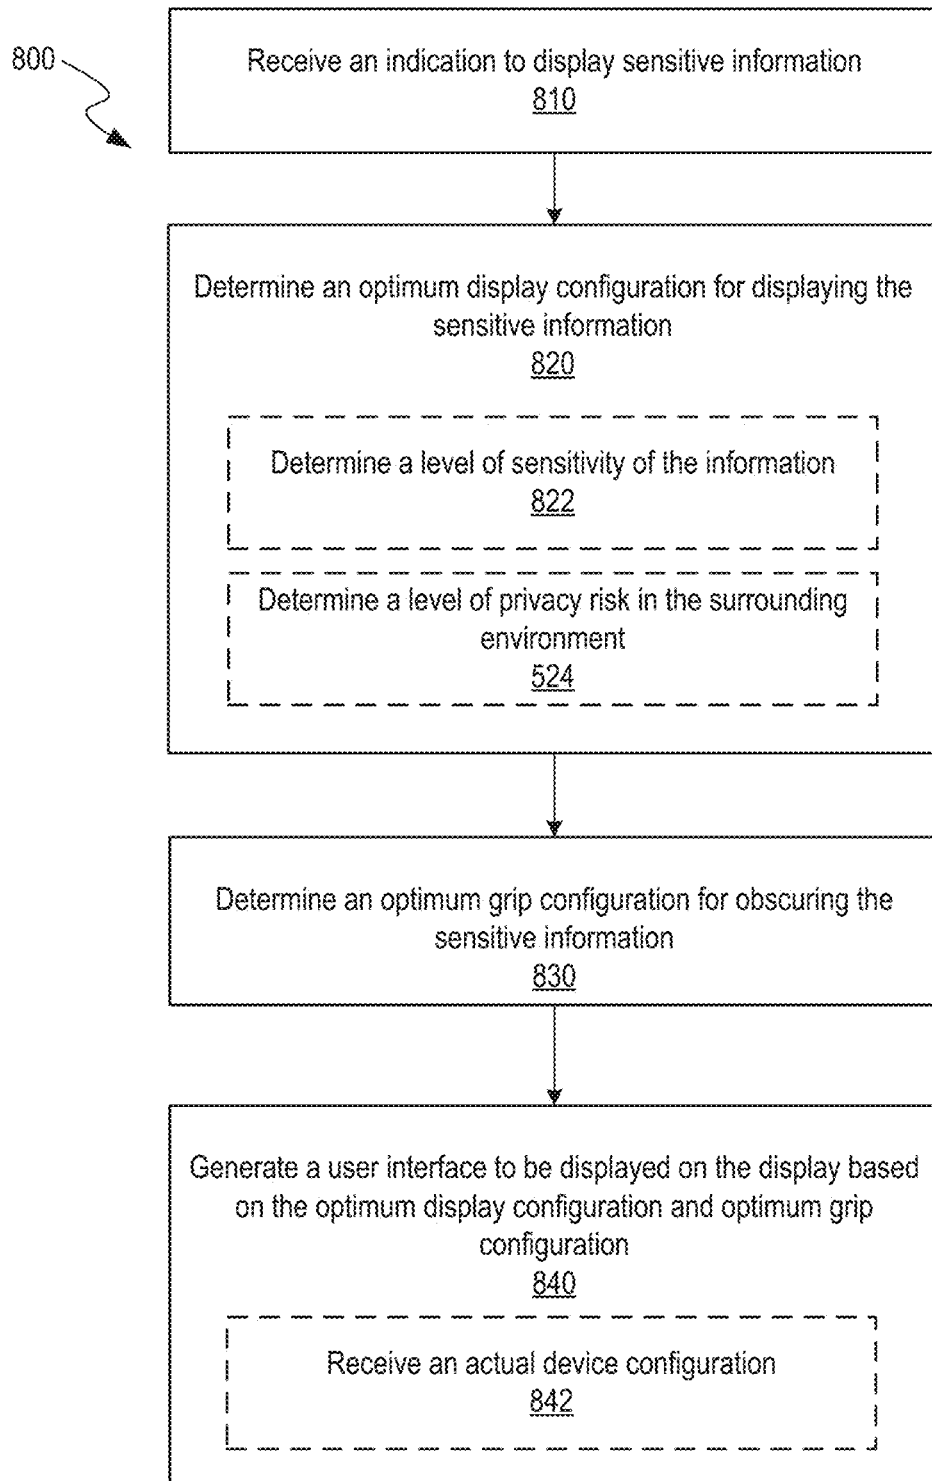 800
Receive an indication to display sensitive information
810
Determine an optimum display configuration for displaying the
sensitive information
820
Determine a level of sensitivity of the information
822
Determine a level of privacy risk in the surrounding
environment
524
Determine an optimum grip configuration for obscuring the
sensitive information
830
Generate a user interface to be displayed on the display based
on the optimum display configuration and optimum grip
configuration
840
Receive an actual device configuration
842